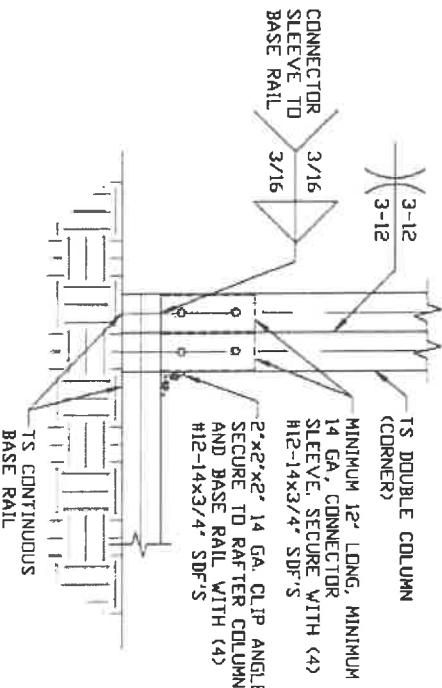 3-12
3-12
3/16
3/16
CONNECTOR
SLEEVE TO
BASE RAIL
TS DOUBLE COLUMN
(CORNER)
MINIMUM 12" LONG, MINIMUM
14 GA, CONNECTOR
SLEEVE, SECURE WITH (4)
#12-14x3/4" SDF'S
2"x2"x2" 14 GA CLIP ANGLE
SECURE TO RAFTER COLUMN
AND BASE RAIL WITH (4)
#12-14x3/4" SDF'S
TS CONTINUOUS
BASE RAIL